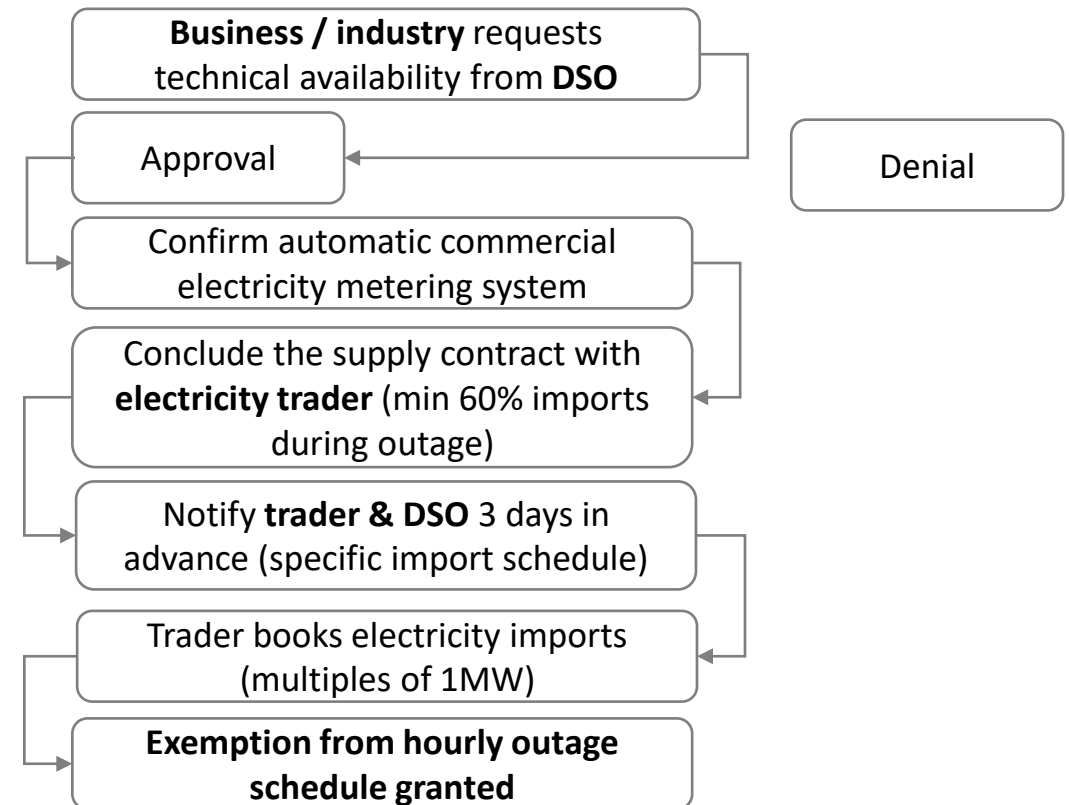 Business / industry requests
technical availability from DSO
Approval
Denial
Confirm automatic commercial
electricity metering system
Conclude the supply contract with
electricity trader (min 60% imports
during outage)
Notify trader & DSO 3 days in
advance (specific import schedule)
Trader books electricity imports
(multiples of 1MW)
Exemption from hourly outage
schedule granted